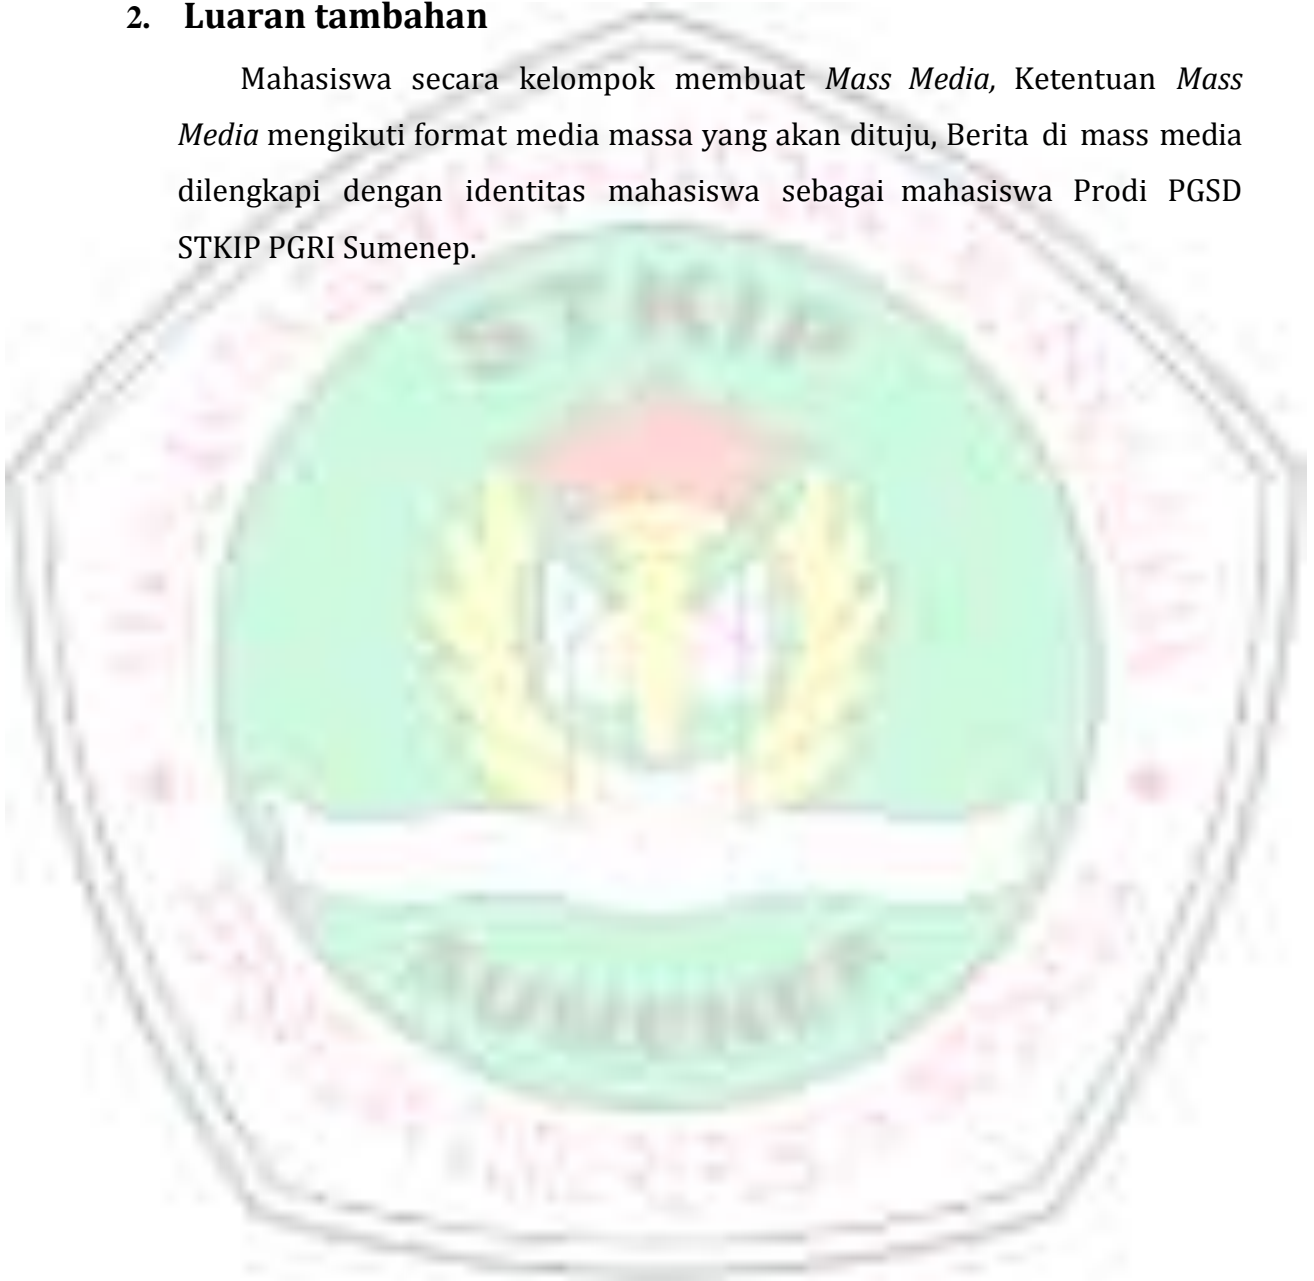 2. Luaran tambahan
Mahasiswa secara kelompok membuat Mass Media, Ketentuan Mass
Media mengikuti format media massa yang akan dituju, Berita di mass media
dilengkapi dengan identitas mahasiswa sebagai mahasiswa Prodi PGSD
STKIP PGRI Sumenep.
STKIP
SUMENEP